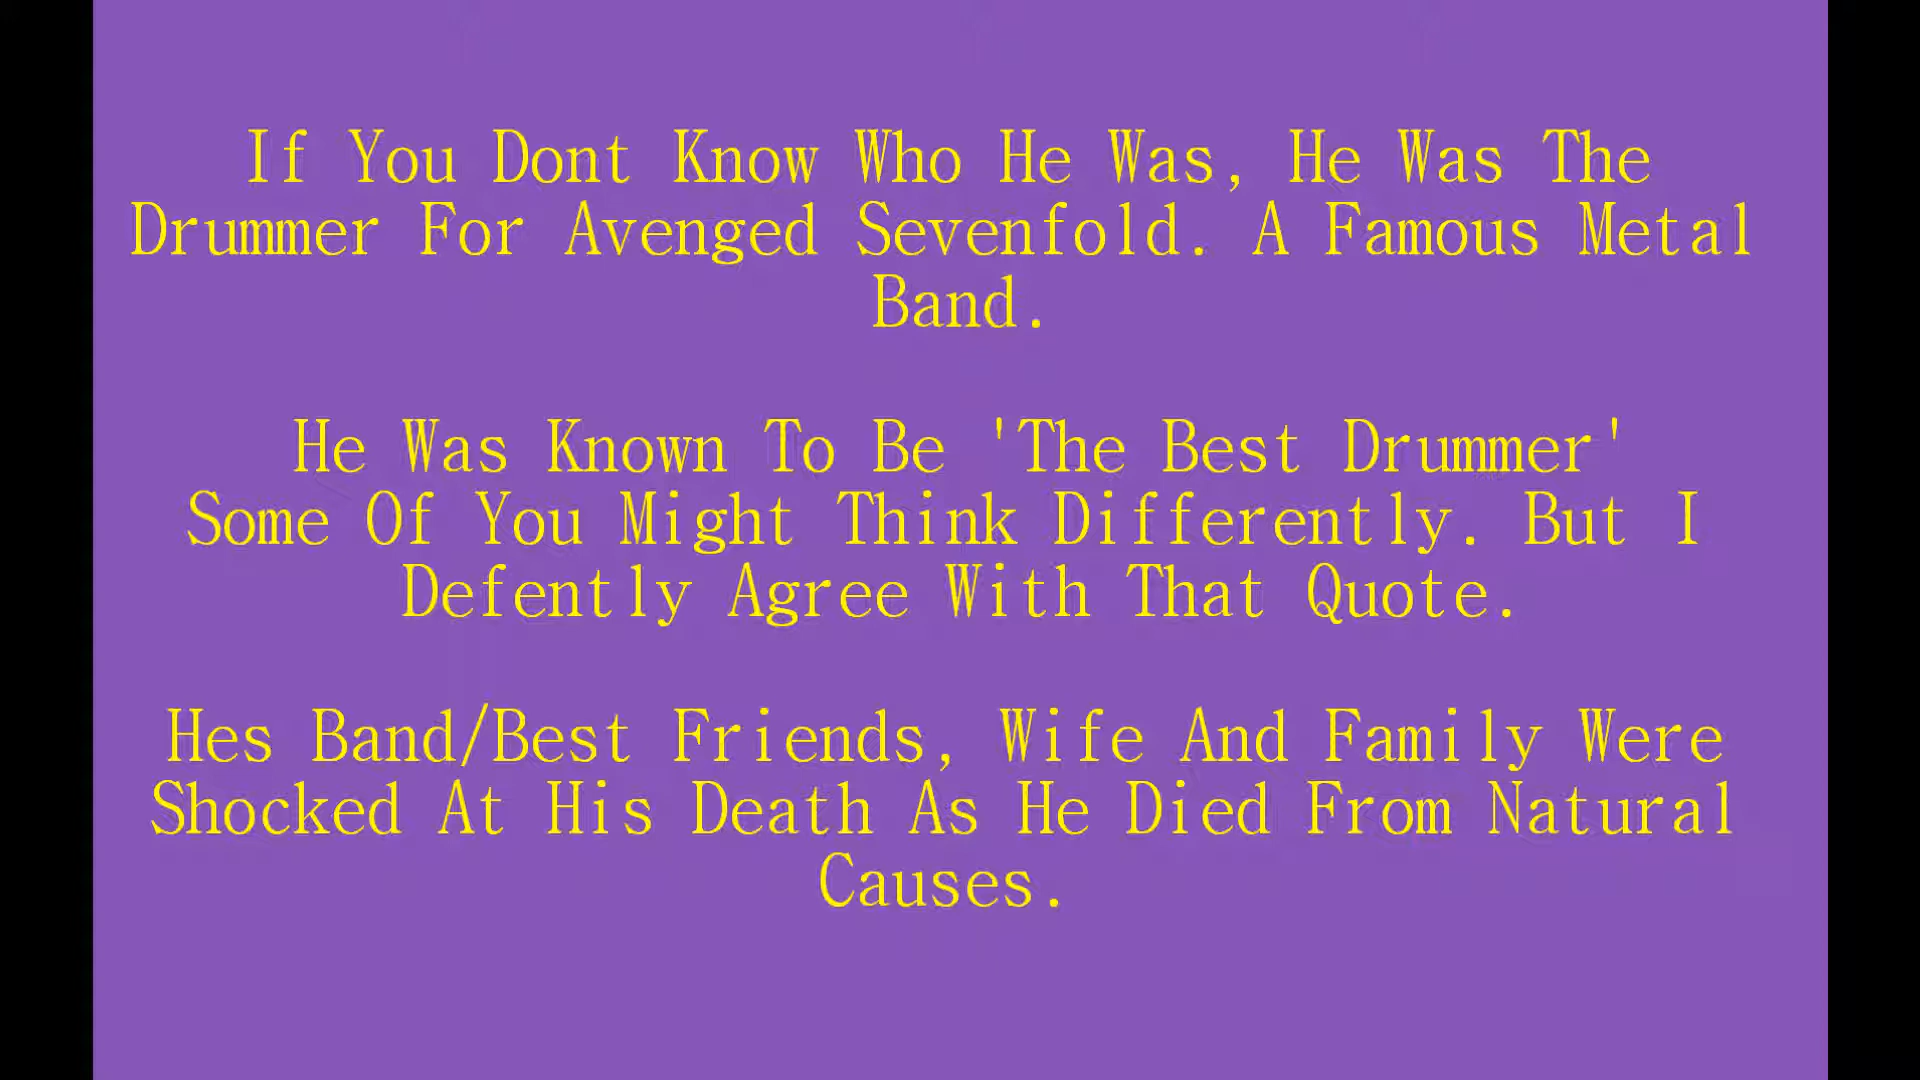 If You Dont Know Who He Was, He Was The
Drummer For Avenged Sevenfold. A Famous Metal
Band.
He Was Known To Be 'The Best Drummer'
Some Of You Might Think Differently. But I
Defently Agree With That Quote.
Hes Band/Best Friends, Wife And Family Were
Shocked At His Death As He Died From Natural
Causes.